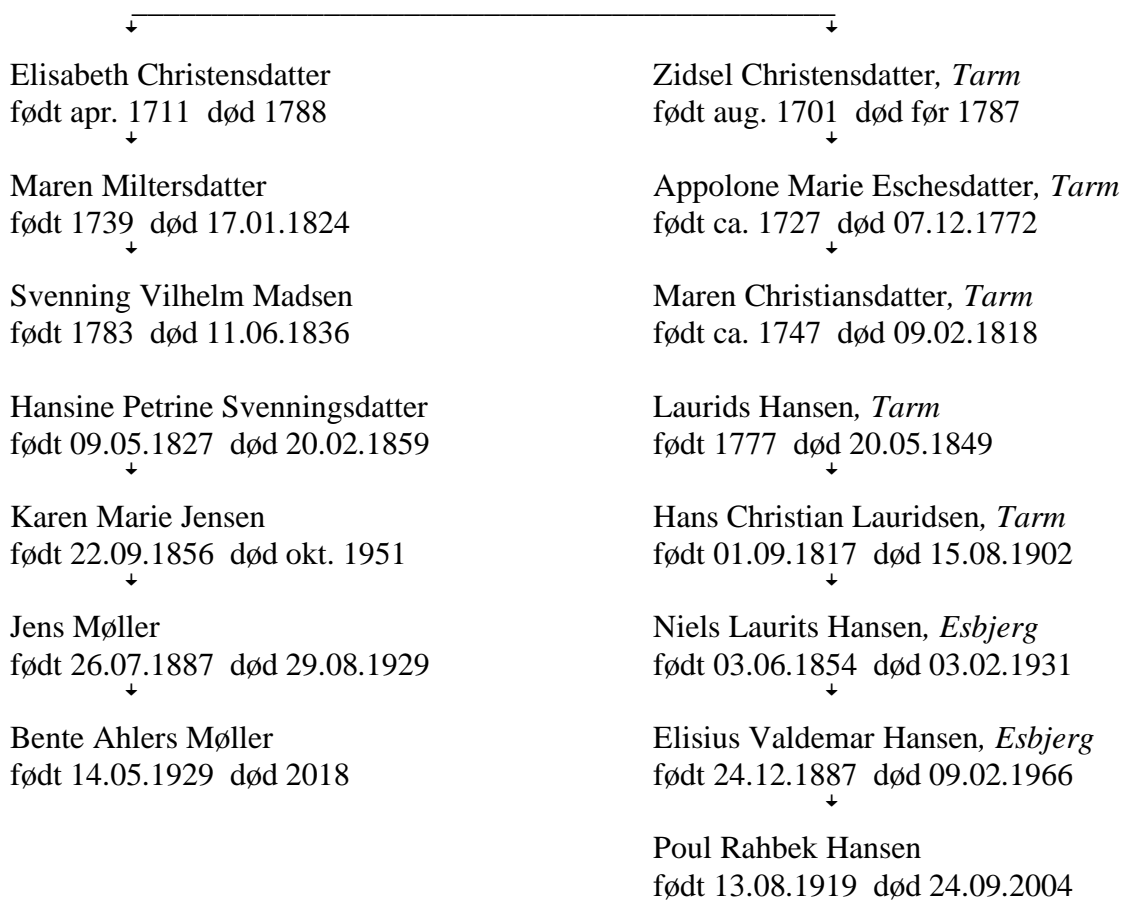 Elisabeth Christensdatter
født apr. 1711 død 1788
Maren Miltersdatter
født 1739 død 17.01.1824
Svenning Vilhelm Madsen
født 1783 død 11.06.1836
Hansine Petrine Svenningsdatter
født 09.05.1827 død 20.02.1859
Karen Marie Jensen
født 22.09.1856 død okt. 1951
Jens Møller
født 26.07.1887 død 29.08.1929
Bente Ahlers Møller
født 14.05.1929 død 2018
Zidsel Christensdatter, Tarm
født aug. 1701 død før 1787
Appolone Marie Eschesdatter, Tarm
født ca. 1727 død 07.12.1772
Maren Christiansdatter, Tarm
født ca. 1747 død 09.02.1818
Laurids Hansen, Tarm
født 1777 død 20.05.1849
Hans Christian Lauridsen, Tarm
født 01.09.1817 død 15.08.1902
Niels Laurits Hansen, Esbjerg
født 03.06.1854 død 03.02.1931
Elisius Valdemar Hansen, Esbjerg
født 24.12.1887 død 09.02.1966
Poul Rahbek Hansen
født 13.08.1919 død 24.09.2004